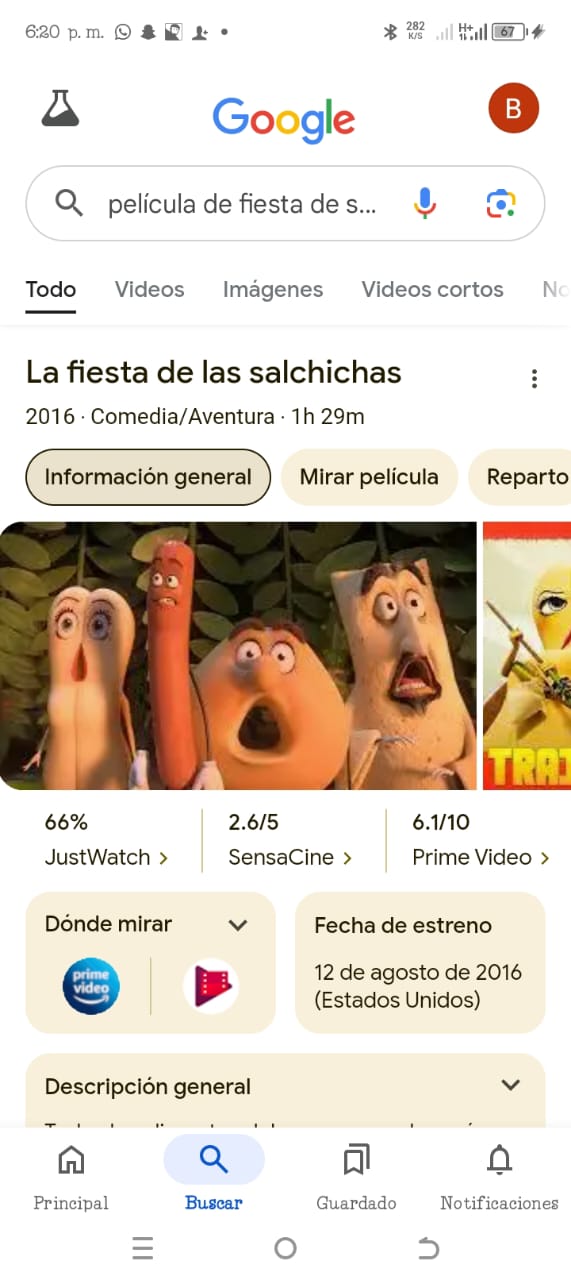 6:20 p. m.
282
K/S
H+
67
Google
B
película de fiesta de s...
Todo Videos Imágenes Videos cortos No
La fiesta de las salchichas
2016 · Comedia/Aventura · 1h 29m
Información general Mirar película Reparto
TRAI
66% 2.6/5 6.1/10
JustWatch > SensaCine > Prime Video >
Dónde mirar
prime
video
Fecha de estreno
12 de agosto de 2016
(Estados Unidos)
Descripción general
Principal Buscar Guardado Notificaciones